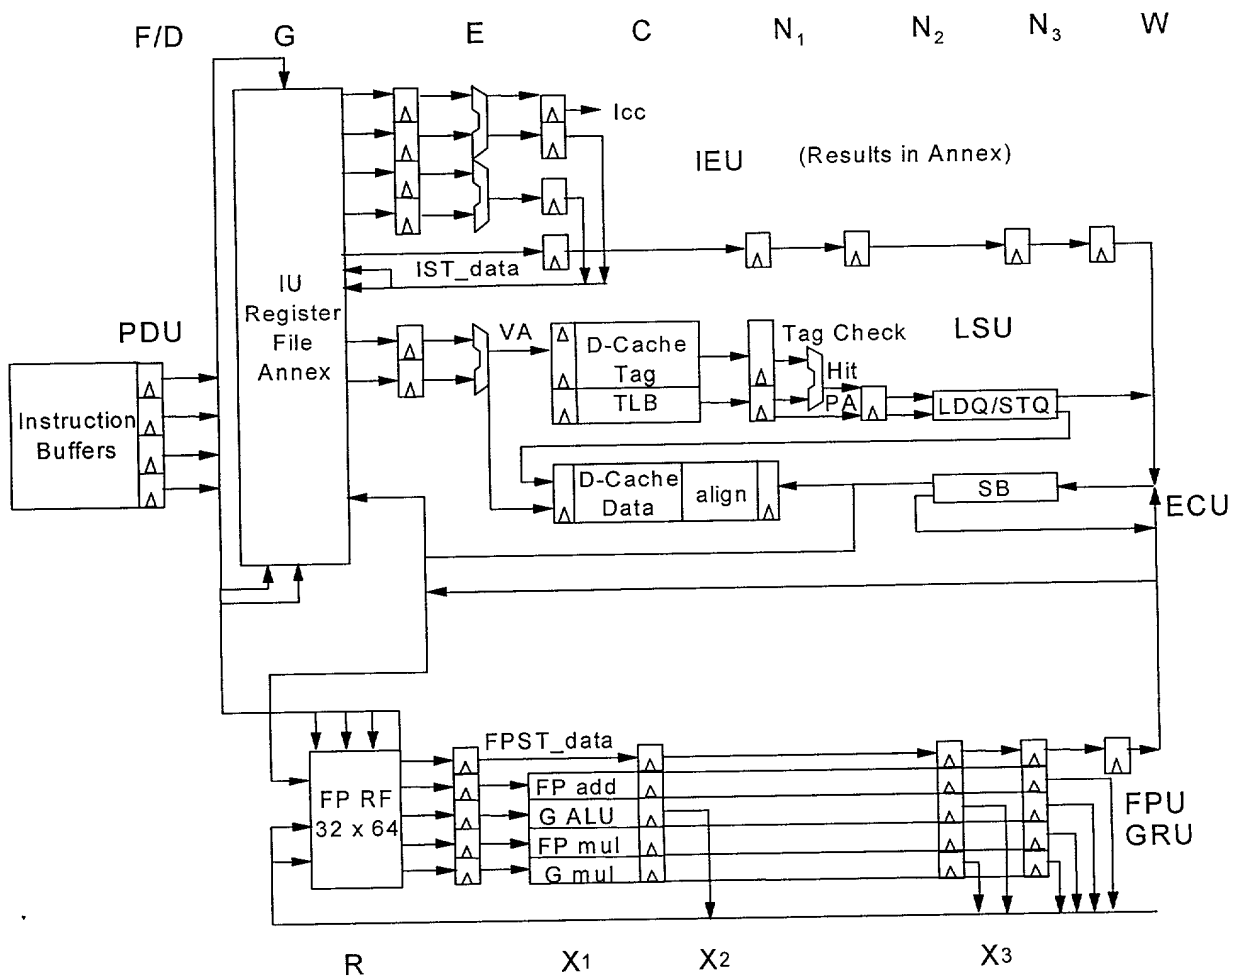 F/D G E C N1 N2 N3 W
Icc
IEU (Results in Annex)
IST_data
IU
Register
File
Annex
PDU
VA
Tag Check
LSU
D-Cache
Tag
Hit
TLB
PA
LDQ/STQ
Instruction
Buffers
D-Cache
Data
align
SB
ECU
FPST_data
FP RF
32 x 64
FP add
G ALU
FP mul
G mul
FPU
GRU
R X1 X2 X3